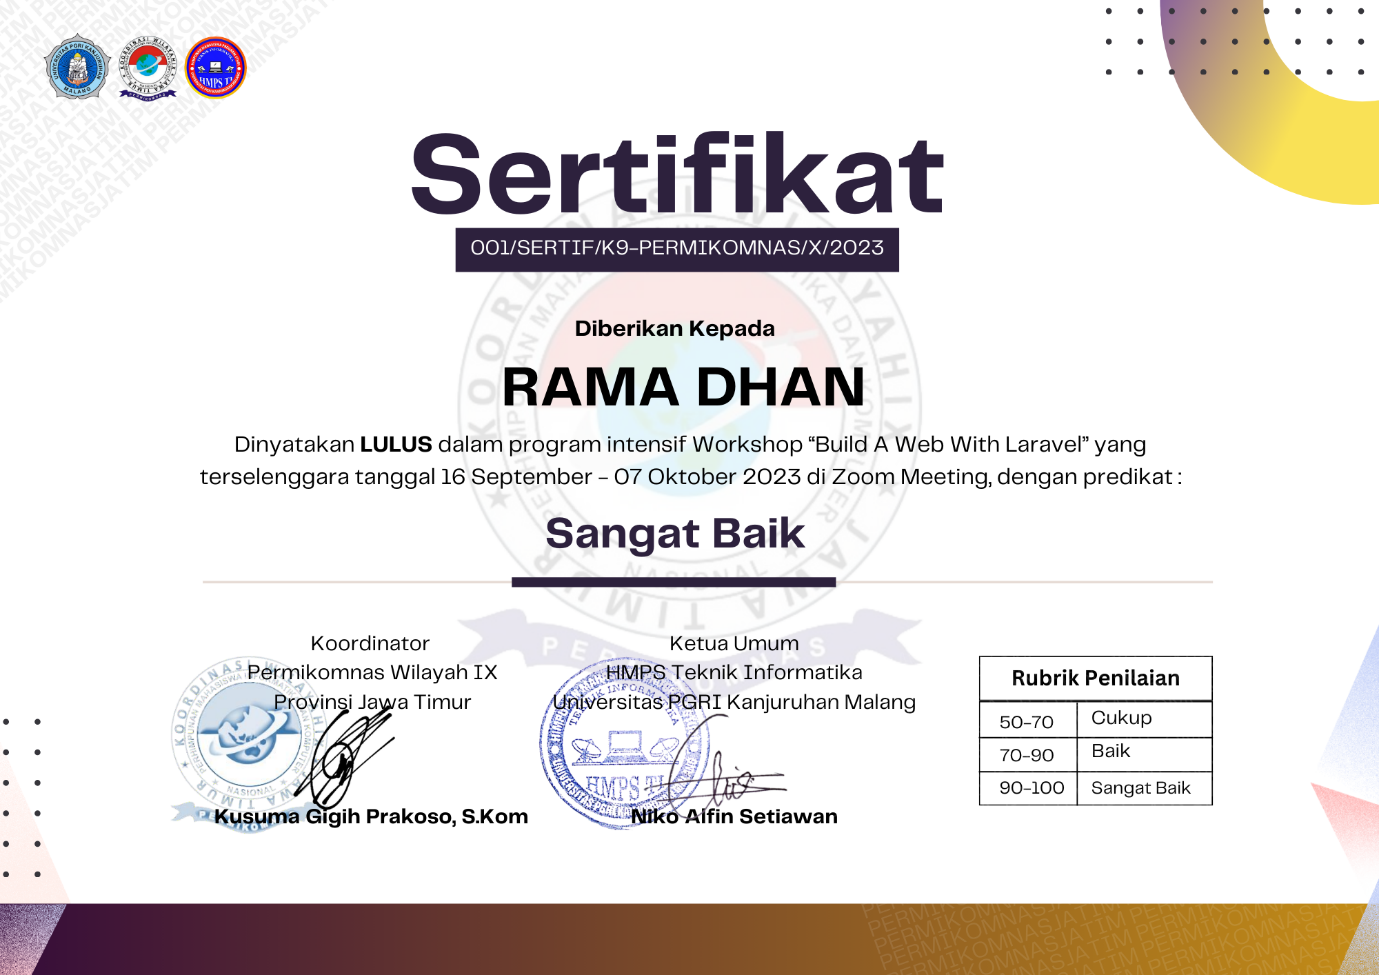 Sertifikat
001/SERTIF/K9-PERMIKOMNAS/X/2023
Diberikan Kepada
RAMA DHAN
Dinyatakan LULUS dalam program intensif Workshop “Build A Web With Laravel” yang
terselenggara tanggal 16 September - 07 Oktober 2023 di Zoom Meeting, dengan predikat :
Sangat Baik
Koordinator
Permikomnas Wilayah IX
Provinsi Jawa Timur
Kusuma Gigih Prakoso, S.Kom
Ketua Umum
HMPS Teknik Informatika
Universitas PGRI Kanjuruhan Malang
HMPS TI
Niko Alfin Setiawan
Rubrik Penilaian
50-70 Cukup
70-90 Baik
90-100 Sangat Baik